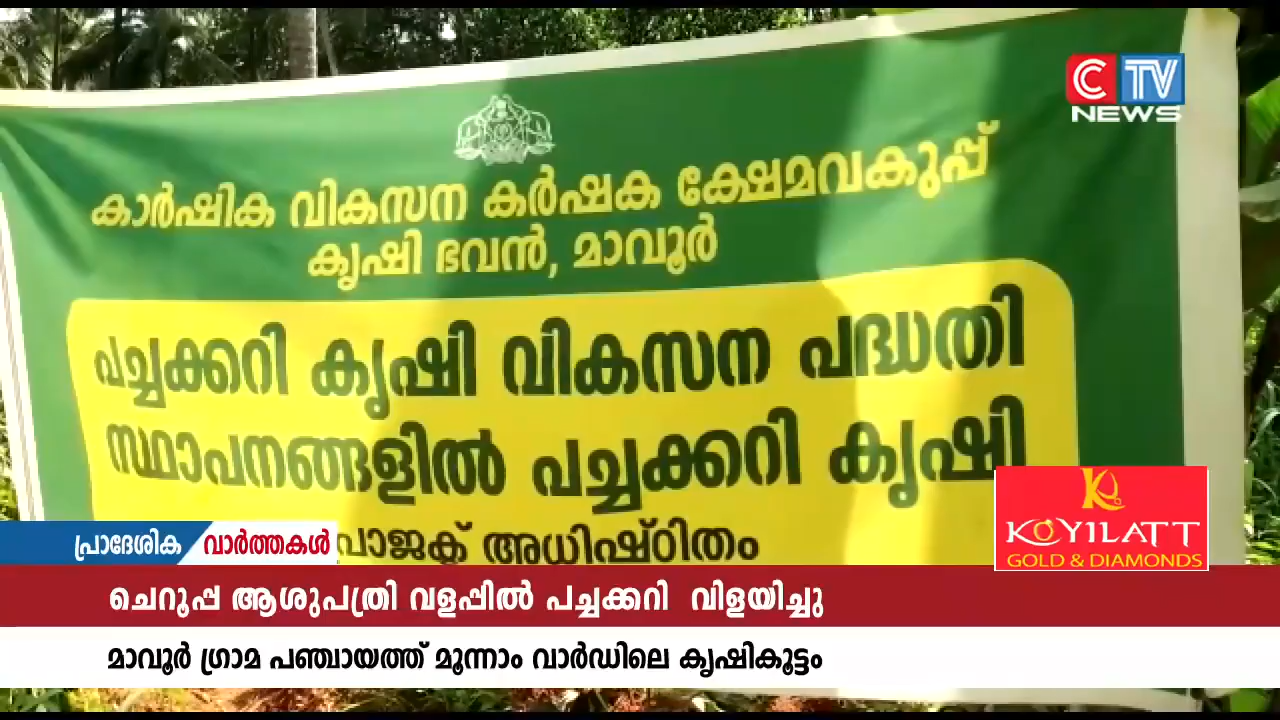 C TV
NEWS
കാർഷിക വികസന കർഷക ക്ഷേമവകുപ്പ്
കൃഷി ഭവൻ, മാവൂർ
പച്ചക്കറി കൃഷി വികസന പദ്ധതി
സ്ഥാപനങ്ങളിൽ പച്ചക്കറി കൃഷി
അധിഷ്ഠിതം
KOYILATT
GOLD & DIAMONDS
പ്രാദേശിക വാർത്തകൾ
ചെറൂപ്പ ആശുപത്രി വളപ്പിൽ പച്ചക്കറി വിളയിച്ചു
മാവൂർ ഗ്രാമ പഞ്ചായത്ത് മൂന്നാം വാർഡിലെ കൃഷികൂട്ടം